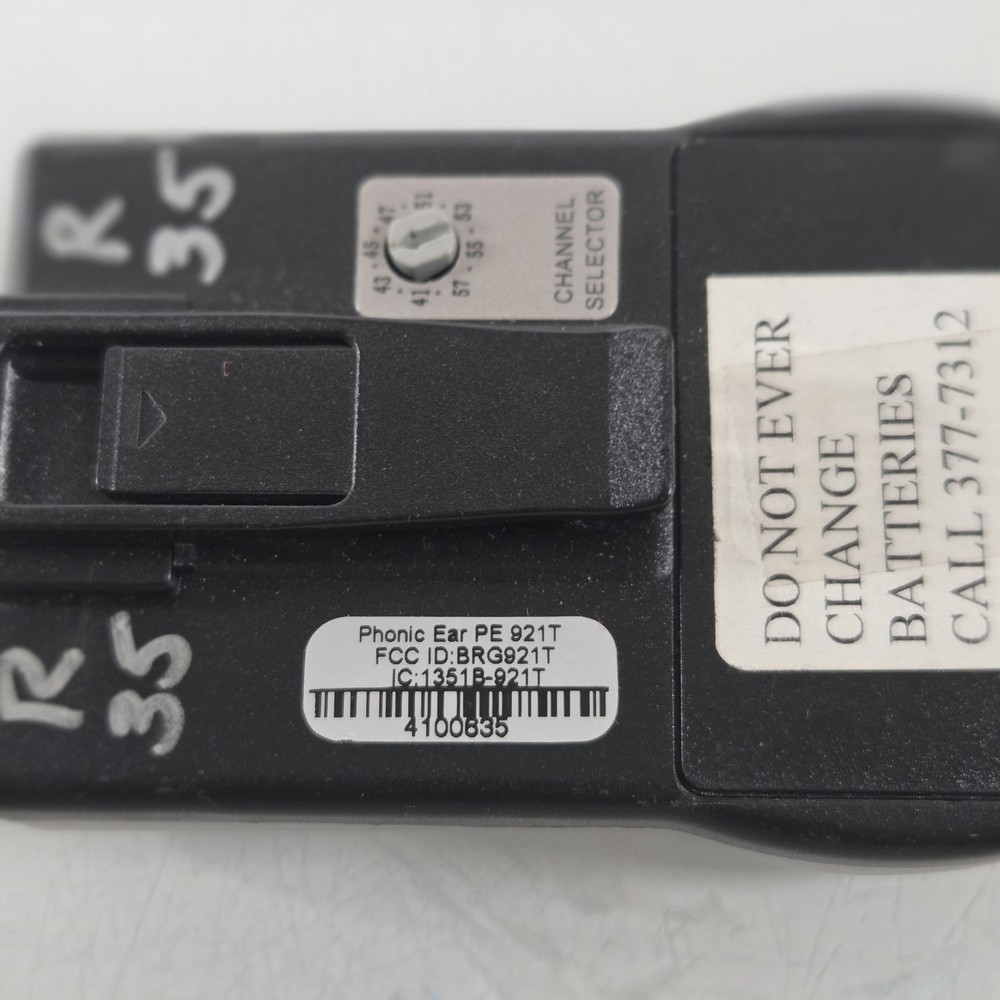 R
35
41 · 43 · 45 · 47 · 51 · 53 · 55 · 57
CHANNEL
SELECTOR
DO NOT EVER
CHANGE
BATTERIES
CALL 377-7312
R
35
Phonic Ear PE 921T
FCC ID:BRG921T
IC:1351B-921T
4100635